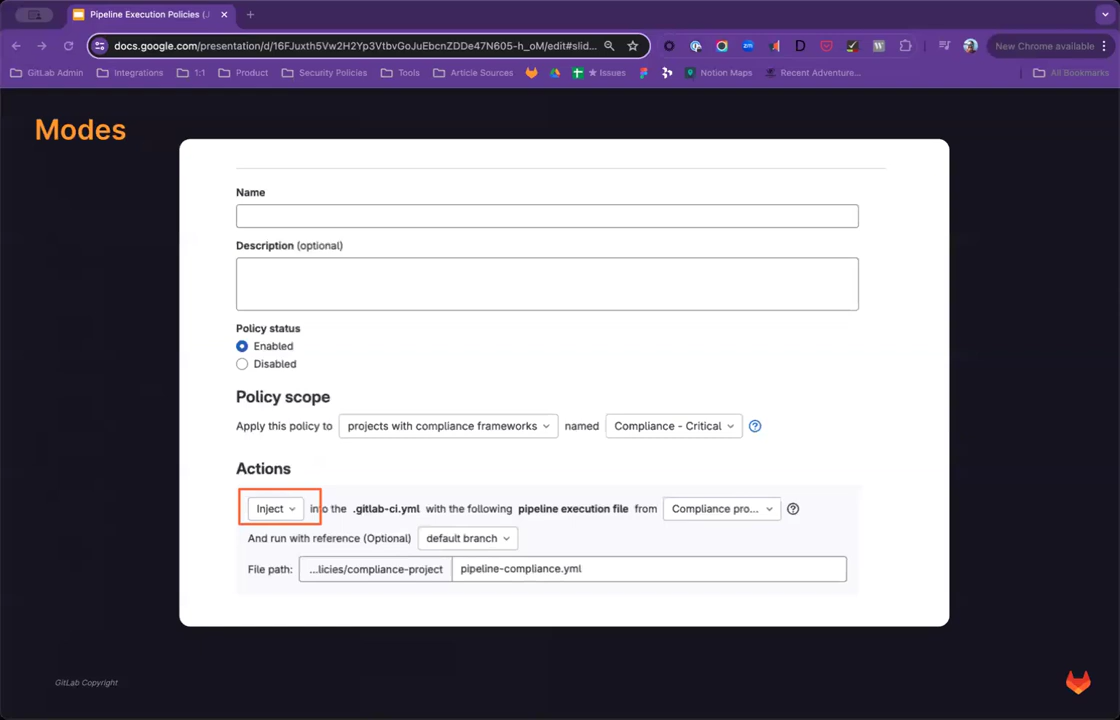 Pipeline Execution Policies (
docs.google.com/presentation/d/16FJuxth5Vw2H2Yp3VtbvGoJuEbcnZDDe47N605-h_oM/edit#slid...
New Chrome available
GitLab Admin
Integrations
1:1
Product
Security Policies
Tools
Article Sources
★ Issues
Notion Maps
Recent Adventure...
All Bookmarks
Modes
Name
Description (optional)
Policy status
Enabled
Disabled
Policy scope
Apply this policy to projects with compliance frameworks named Compliance - Critical
Actions
Inject into the .gitlab-ci.yml with the following pipeline execution file from Compliance pro...
And run with reference (Optional) default branch
File path: ...licies/compliance-project pipeline-compliance.yml
GitLab Copyright